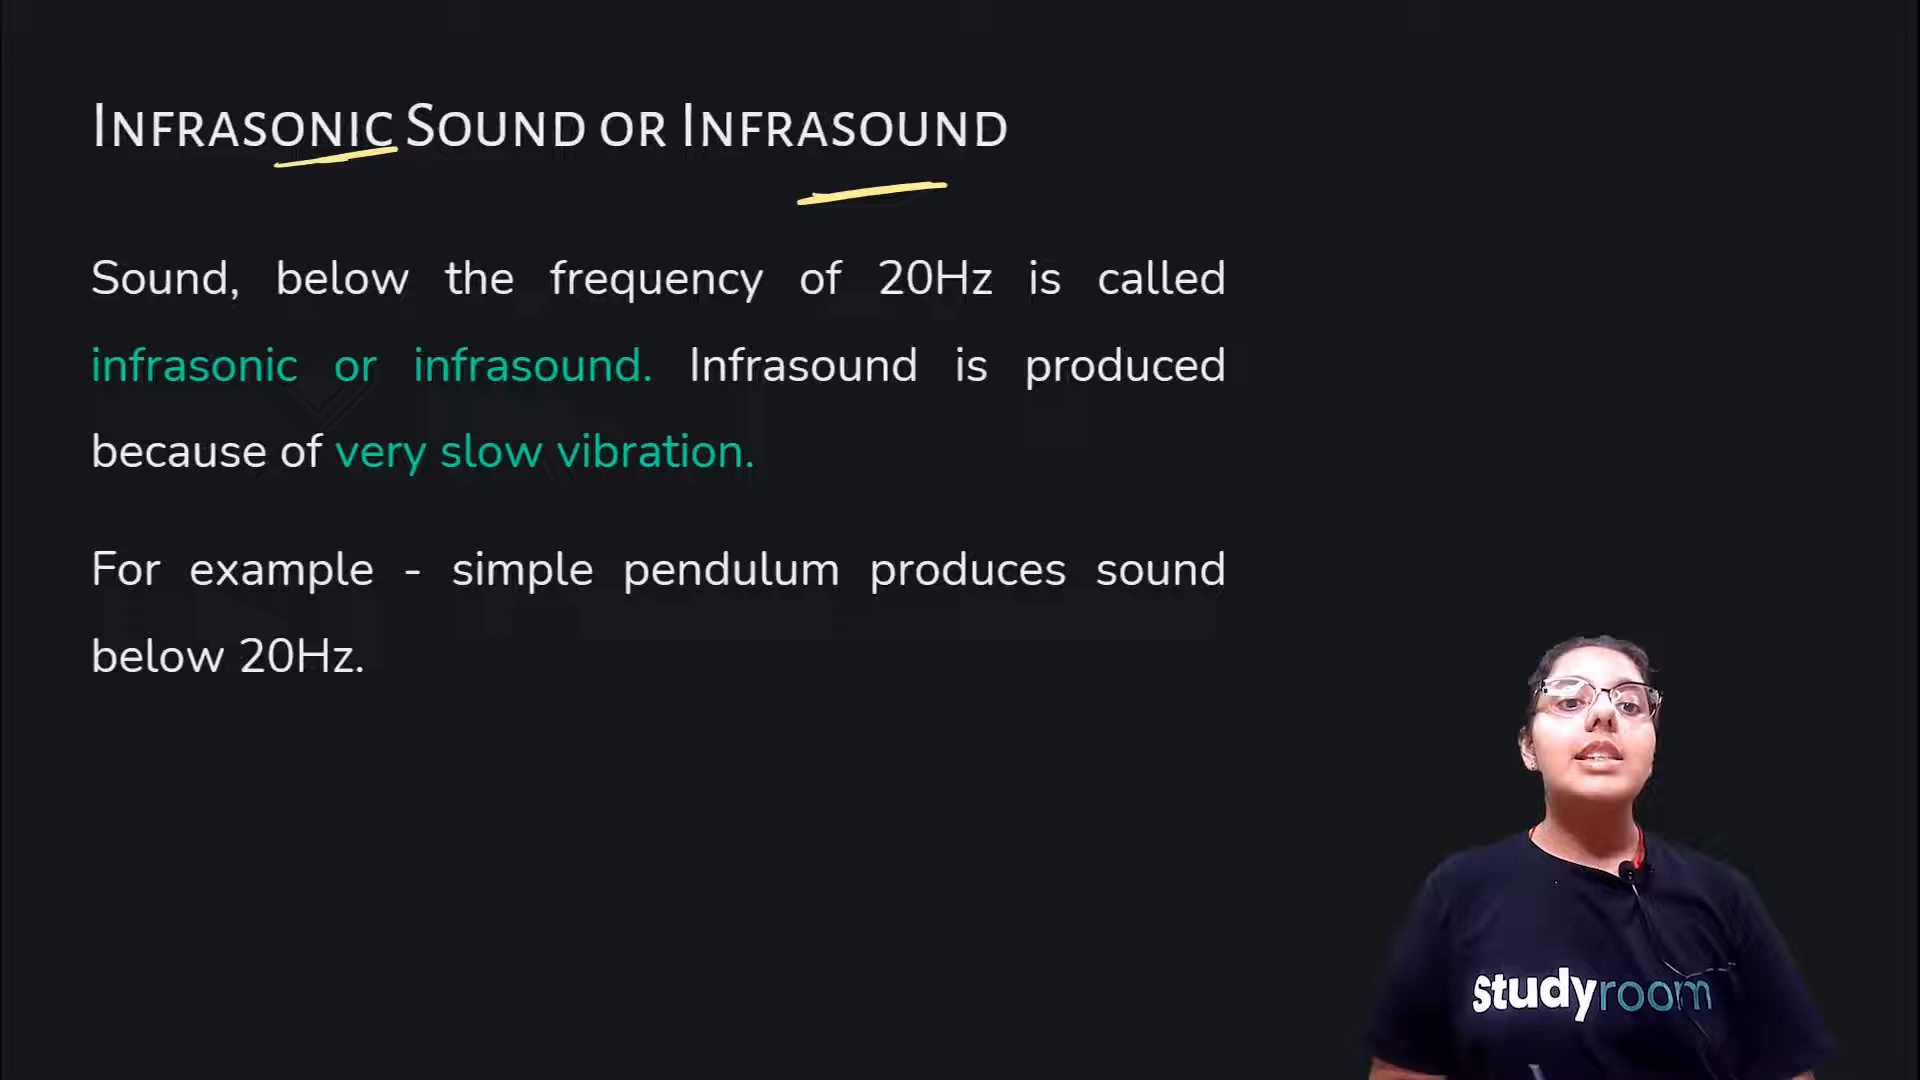 Infrasonic Sound or Infrasound
Sound, below the frequency of 20Hz is called
infrasonic or infrasound. Infrasound is produced
because of very slow vibration.
For example - simple pendulum produces sound
below 20Hz.
studyroom